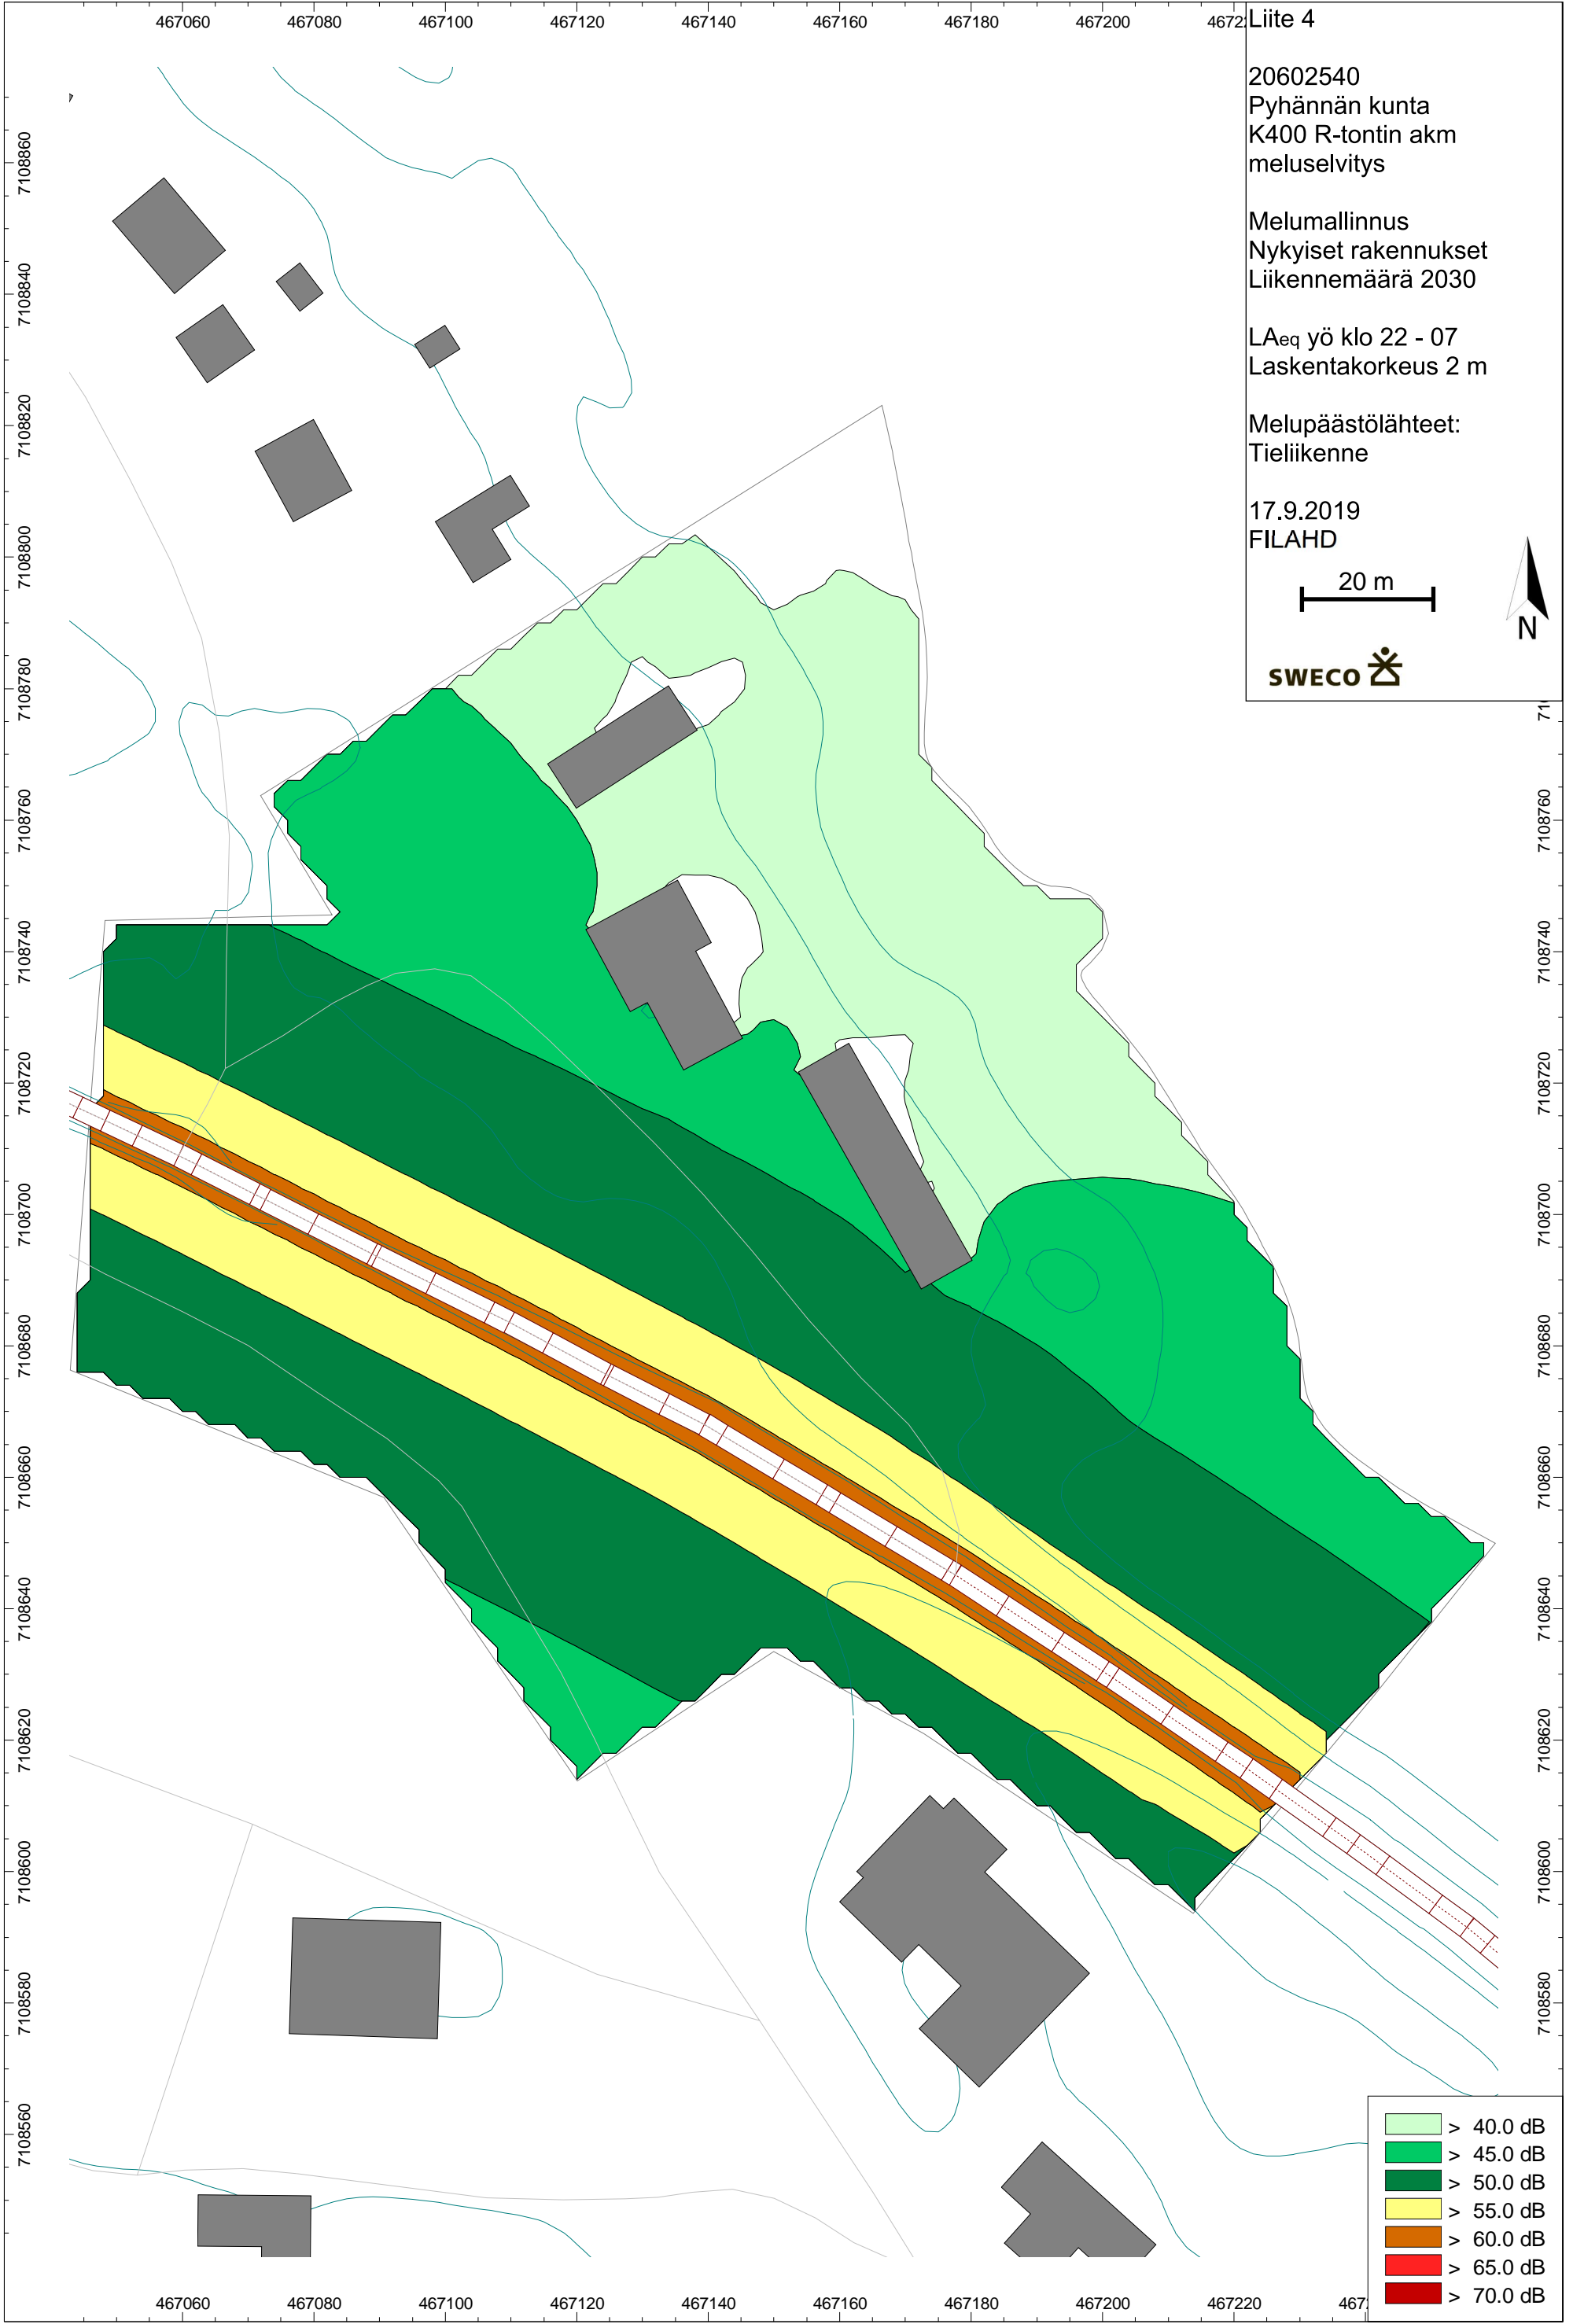 467060 467080 467100 467120 467140 467160 467180 467200
Liite 4
20602540
Pyhännän kunta
K400 R-tontin akm
meluselvitys
Melumallinnus
Nykyiset rakennukset
Liikennemäärä 2030
LAeq yö klo 22 - 07
Laskentakorkeus 2 m
Melupäästölähteet:
Tieliikenne
17.9.2019
FILAHD
20 m
N
SWECO
7108860
7108840
7108820
7108800
7108780
7108760
7108740
7108720
7108700
7108680
7108660
7108640
7108620
7108600
7108580
7108560
7108760
7108740
7108720
7108700
7108680
7108660
7108640
7108620
7108600
7108580
> 40.0 dB
> 45.0 dB
> 50.0 dB
> 55.0 dB
> 60.0 dB
> 65.0 dB
> 70.0 dB
467060 467080 467100 467120 467140 467160 467180 467200 467220